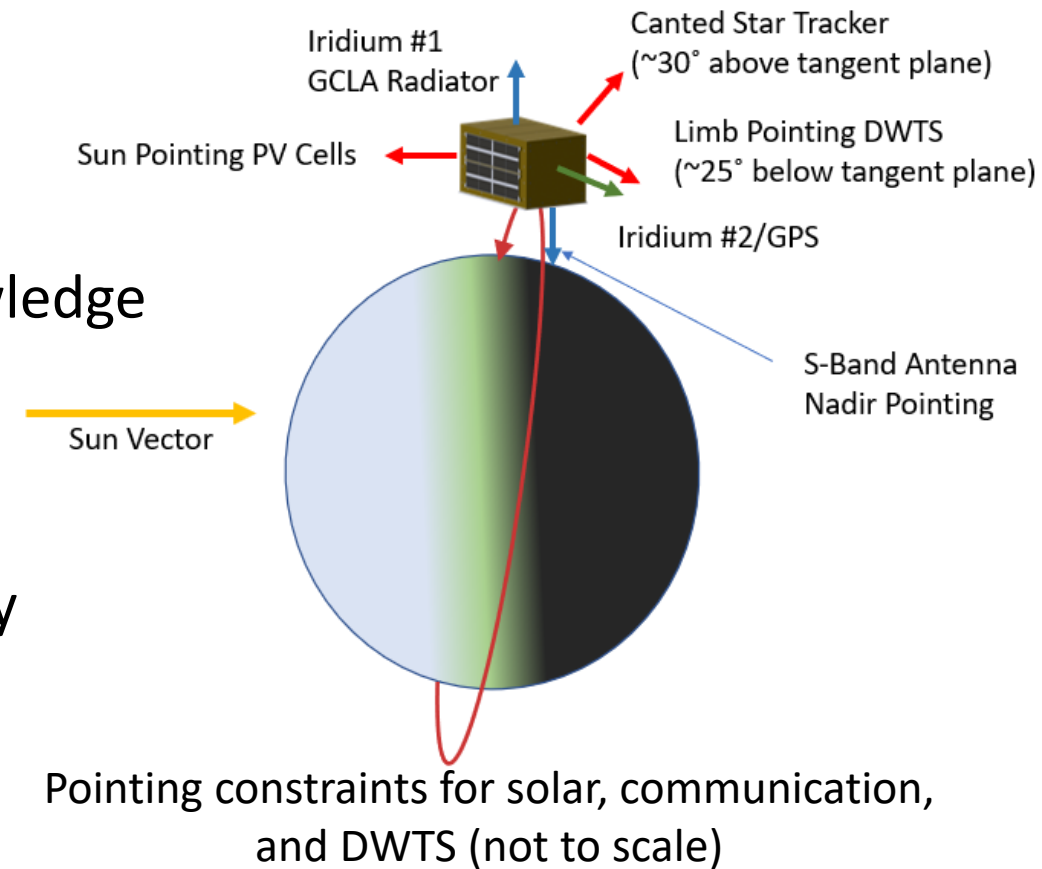 Iridium #1
GCLA Radiator
Canted Star Tracker
(~30° above tangent plane)
Sun Pointing PV Cells
Limb Pointing DWTS
(~25° below tangent plane)
Iridium #2/GPS
S-Band Antenna
Nadir Pointing
Sun Vector
Pointing constraints for solar, communication,
and DWTS (not to scale)